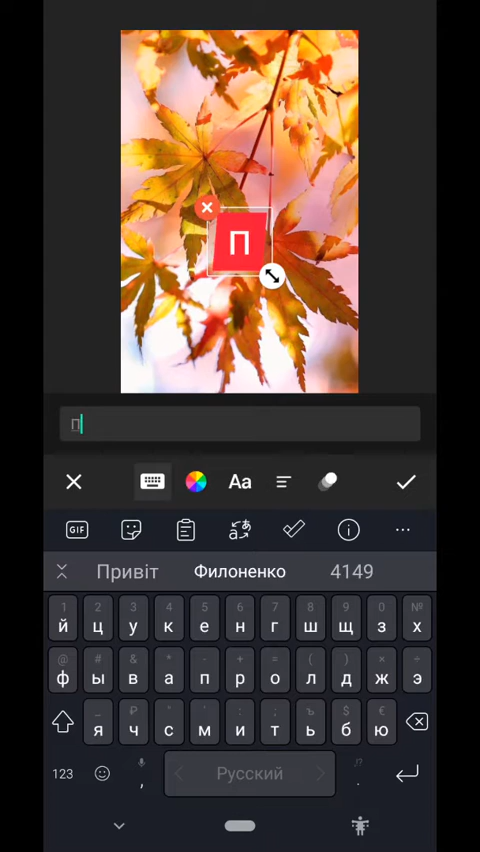 П
П
Aa
GIF
Привіт Филоненко 4149
1 2 3 4 5 6 7 8 9 0 №
й ц у к е н г ш щ з х
@ # & * - + = ( ) × ÷
ф ы в а п р о л д ж э
_ ₽ " ' : ; ъ $ €
я ч с м и т ь б ю
!?
123 , Русский .